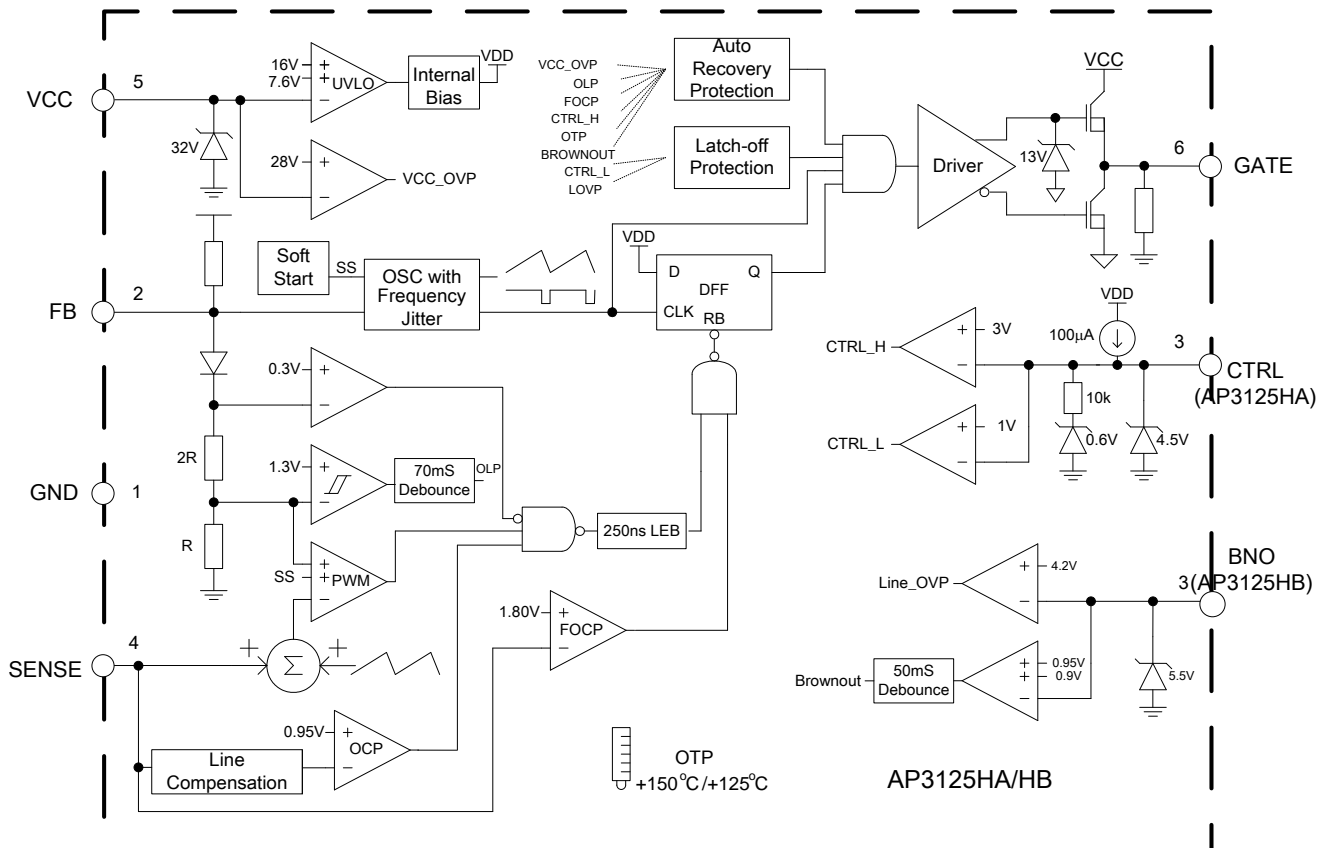 VCC
5
16V
7.6V
UVLO
Internal
Bias
VDD
32V
28V
VCC_OVP
VCC_OVP
OLP
FOCP
CTRL_H
OTP
BROWNOUT
CTRL_L
LOVP
Auto
Recovery
Protection
Latch-off
Protection
Driver
VCC
13V
6
GATE
Soft
Start
SS
OSC with
Frequency
Jitter
VDD
D
Q
DFF
CLK
RB
FB
2
0.3V
2R
1.3V
70mS
Debounce
OLP
GND
1
R
SS
PWM
250ns LEB
CTRL_H
3V
VDD
100μA
3
CTRL
(AP3125HA)
10k
0.6V
4.5V
CTRL_L
1V
Line_OVP
4.2V
BNO
3(AP3125HB)
Brownout
50mS
Debounce
0.95V
0.9V
5.5V
SENSE
4
Σ
1.80V
FOCP
Line
Compensation
0.95V
OCP
OTP
+150°C/+125°C
AP3125HA/HB